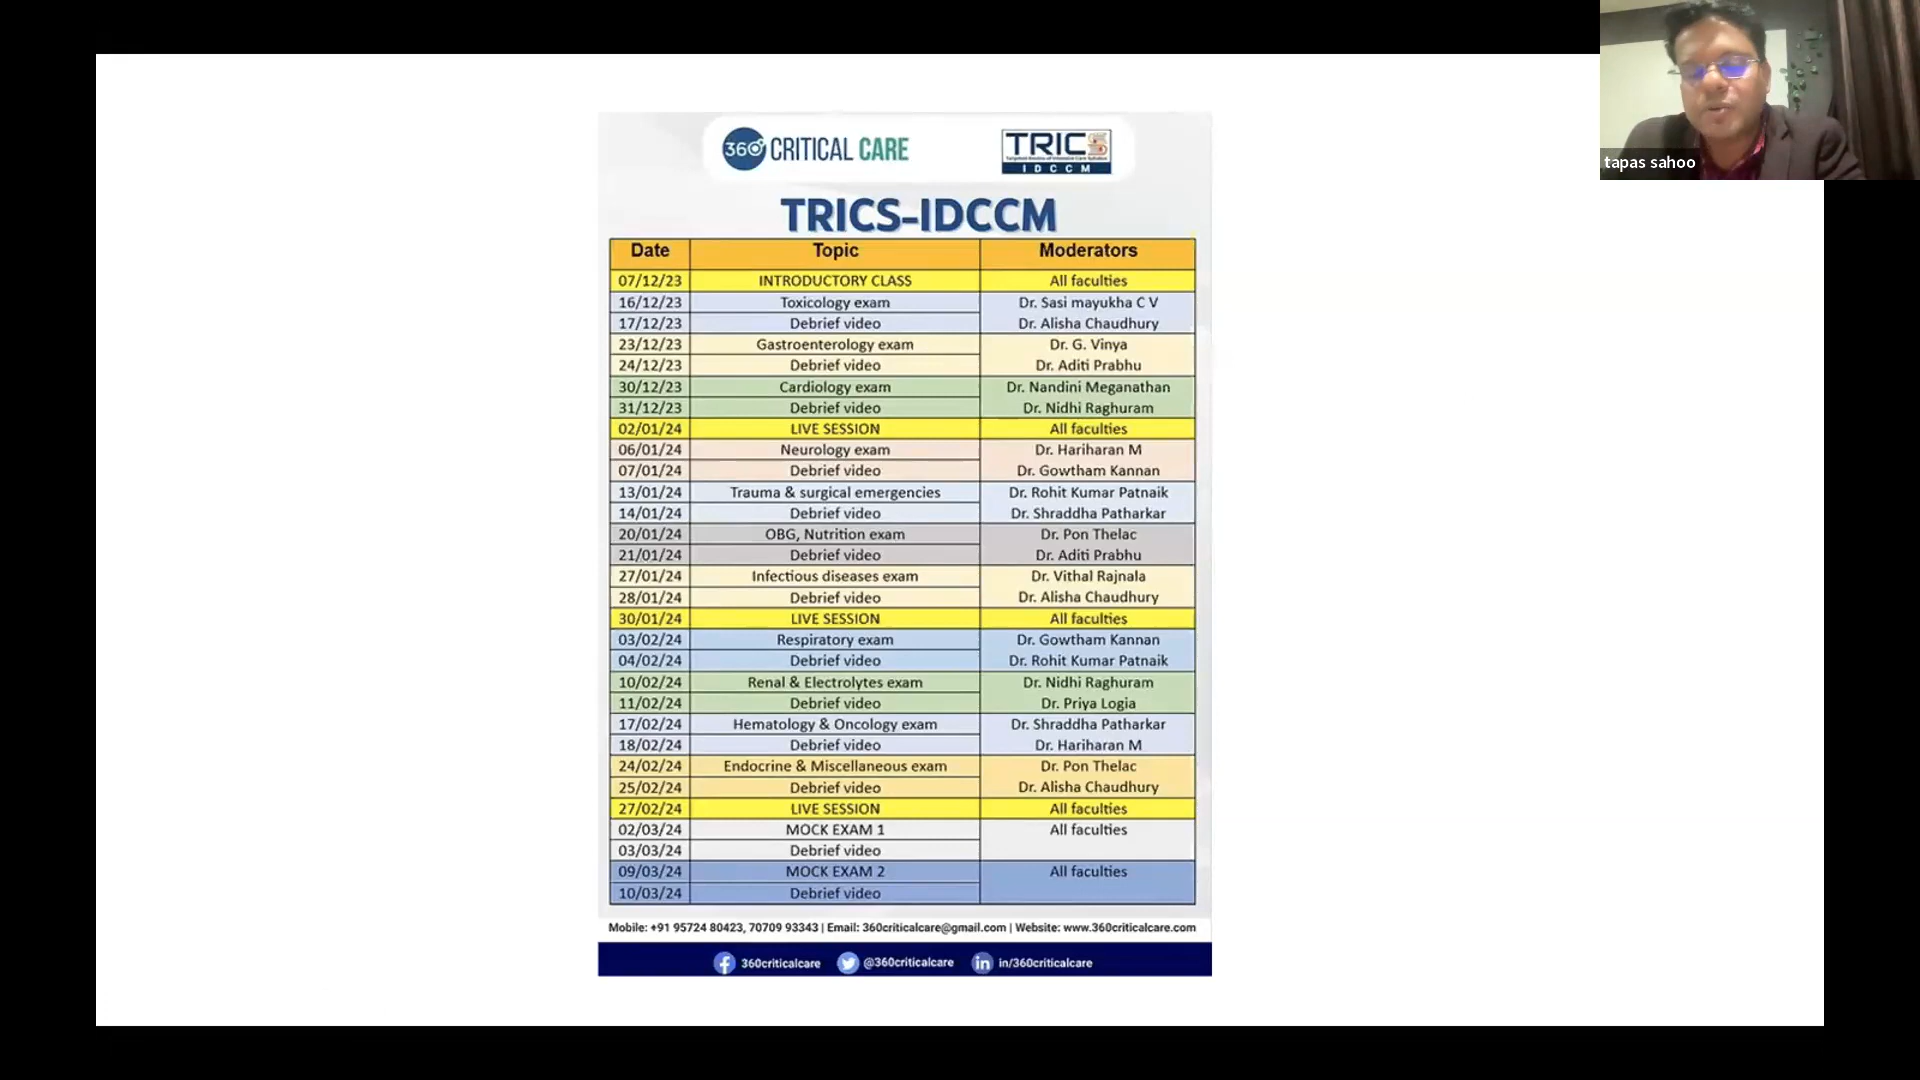 tapas sahoo
360 CRITICAL CARE
TRICS
Targeted Review of Intensive Care Syllabus
IDCCM
TRICS-IDCCM
Date Topic Moderators
07/12/23 INTRODUCTORY CLASS All faculties
16/12/23 Toxicology exam Dr. Sasi mayukha C V
17/12/23 Debrief video Dr. Alisha Chaudhury
23/12/23 Gastroenterology exam Dr. G. Vinya
24/12/23 Debrief video Dr. Aditi Prabhu
30/12/23 Cardiology exam Dr. Nandini Meganathan
31/12/23 Debrief video Dr. Nidhi Raghuram
02/01/24 LIVE SESSION All faculties
06/01/24 Neurology exam Dr. Hariharan M
07/01/24 Debrief video Dr. Gowtham Kannan
13/01/24 Trauma & surgical emergencies Dr. Rohit Kumar Patnaik
14/01/24 Debrief video Dr. Shraddha Patharkar
20/01/24 OBG, Nutrition exam Dr. Pon Thelac
21/01/24 Debrief video Dr. Aditi Prabhu
27/01/24 Infectious diseases exam Dr. Vithal Rajnala
28/01/24 Debrief video Dr. Alisha Chaudhury
30/01/24 LIVE SESSION All faculties
03/02/24 Respiratory exam Dr. Gowtham Kannan
04/02/24 Debrief video Dr. Rohit Kumar Patnaik
10/02/24 Renal & Electrolytes exam Dr. Nidhi Raghuram
11/02/24 Debrief video Dr. Priya Logia
17/02/24 Hematology & Oncology exam Dr. Shraddha Patharkar
18/02/24 Debrief video Dr. Hariharan M
24/02/24 Endocrine & Miscellaneous exam Dr. Pon Thelac
25/02/24 Debrief video Dr. Alisha Chaudhury
27/02/24 LIVE SESSION All faculties
02/03/24 MOCK EXAM 1 All faculties
03/03/24 Debrief video
09/03/24 MOCK EXAM 2 All faculties
10/03/24 Debrief video
Mobile: +91 95724 80423, 70709 93343 | Email: 360criticalcare@gmail.com | Website: www.360criticalcare.com
360criticalcare @360criticalcare in/360criticalcare